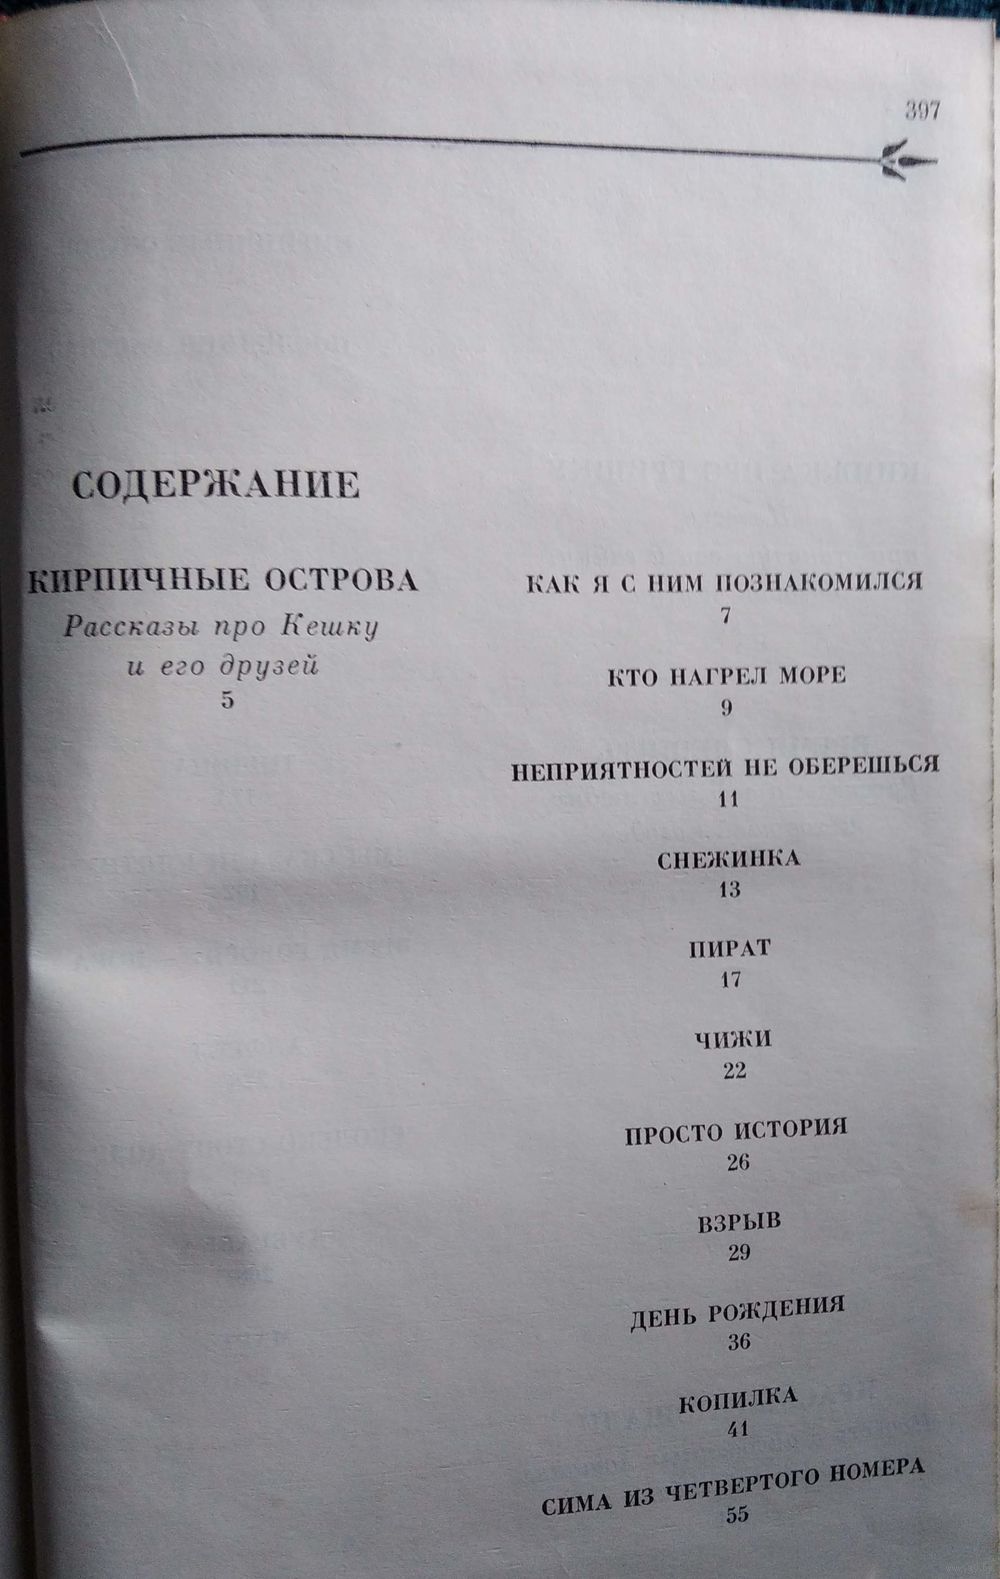 397
СОДЕРЖАНИЕ
КИРПИЧНЫЕ ОСТРОВА
Рассказы про Кешку
и его друзей
5
КАК Я С НИМ ПОЗНАКОМИЛСЯ
7
КТО НАГРЕЛ МОРЕ
9
НЕПРИЯТНОСТЕЙ НЕ ОБЕРЕШЬСЯ
11
СНЕЖИНКА
13
ПИРАТ
17
ЧИЖИ
22
ПРОСТО ИСТОРИЯ
26
ВЗРЫВ
29
ДЕНЬ РОЖДЕНИЯ
36
КОПИЛКА
41
СИМА ИЗ ЧЕТВЕРТОГО НОМЕРА
55